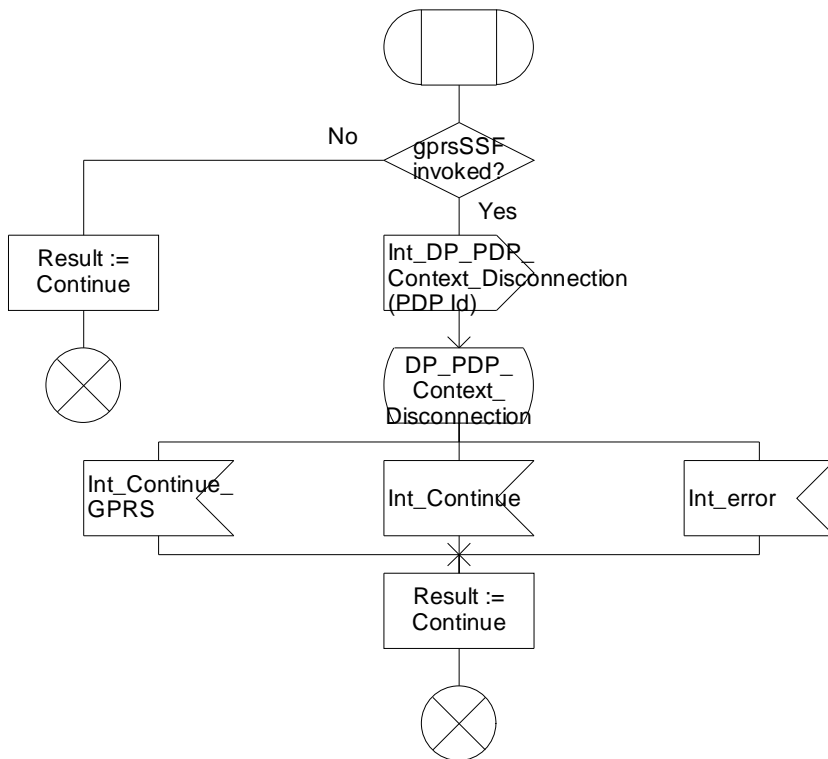 No
gprsSSF
invoked?
Yes
Result :=
Continue
Int_DP_PDP_
Context_Disconnection
(PDP Id)
DP_PDP_
Context_
Disconnection
Int_Continue_
GPRS
Int_Continue
Int_error
Result :=
Continue